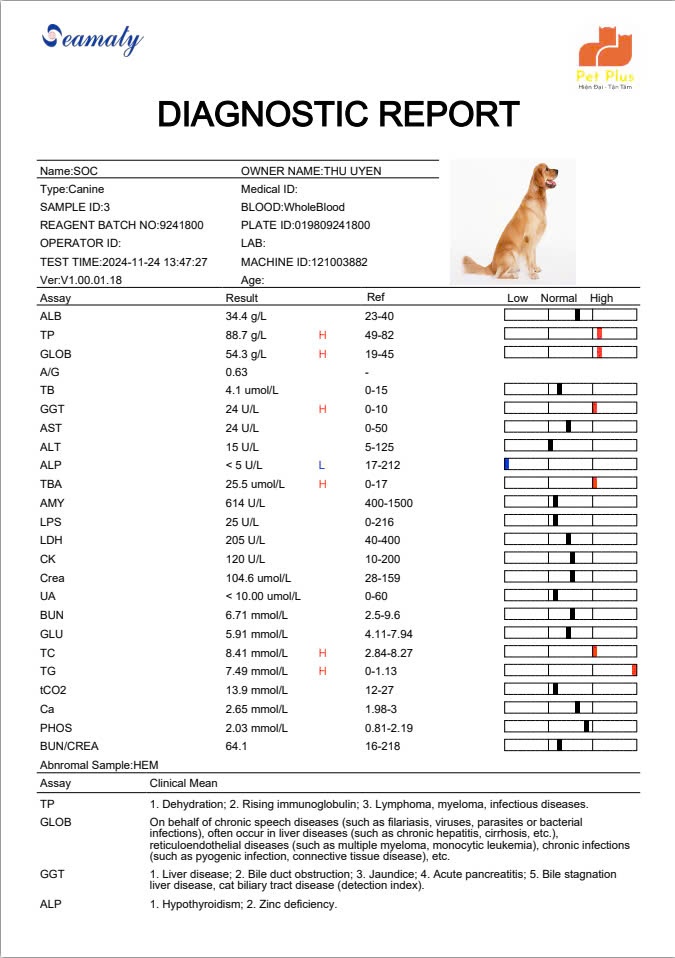 Seamaty
Pet Plus
Hiện Đại - Tận Tâm
DIAGNOSTIC REPORT
Name:SOC OWNER NAME:THU UYEN
Type:Canine Medical ID:
SAMPLE ID:3 BLOOD:WholeBlood
REAGENT BATCH NO:9241800 PLATE ID:019809241800
OPERATOR ID: LAB:
TEST TIME:2024-11-24 13:47:27 MACHINE ID:121003882
Ver:V1.00.01.18 Age:
Assay Result Ref Low Normal High
ALB 34.4 g/L 23-40
TP 88.7 g/L H 49-82
GLOB 54.3 g/L H 19-45
A/G 0.63 -
TB 4.1 umol/L 0-15
GGT 24 U/L H 0-10
AST 24 U/L 0-50
ALT 15 U/L 5-125
ALP < 5 U/L L 17-212
TBA 25.5 umol/L H 0-17
AMY 614 U/L 400-1500
LPS 25 U/L 0-216
LDH 205 U/L 40-400
CK 120 U/L 10-200
Crea 104.6 umol/L 28-159
UA < 10.00 umol/L 0-60
BUN 6.71 mmol/L 2.5-9.6
GLU 5.91 mmol/L 4.11-7.94
TC 8.41 mmol/L H 2.84-8.27
TG 7.49 mmol/L H 0-1.13
tCO2 13.9 mmol/L 12-27
Ca 2.65 mmol/L 1.98-3
PHOS 2.03 mmol/L 0.81-2.19
BUN/CREA 64.1 16-218
Abnromal Sample:HEM
Assay Clinical Mean
TP 1. Dehydration; 2. Rising immunoglobulin; 3. Lymphoma, myeloma, infectious diseases.
GLOB On behalf of chronic speech diseases (such as filariasis, viruses, parasites or bacterial
infections), often occur in liver diseases (such as chronic hepatitis, cirrhosis, etc.),
reticuloendothelial diseases (such as multiple myeloma, monocytic leukemia), chronic infections
(such as pyogenic infection, connective tissue disease), etc.
GGT 1. Liver disease; 2. Bile duct obstruction; 3. Jaundice; 4. Acute pancreatitis; 5. Bile stagnation
liver disease, cat biliary tract disease (detection index).
ALP 1. Hypothyroidism; 2. Zinc deficiency.